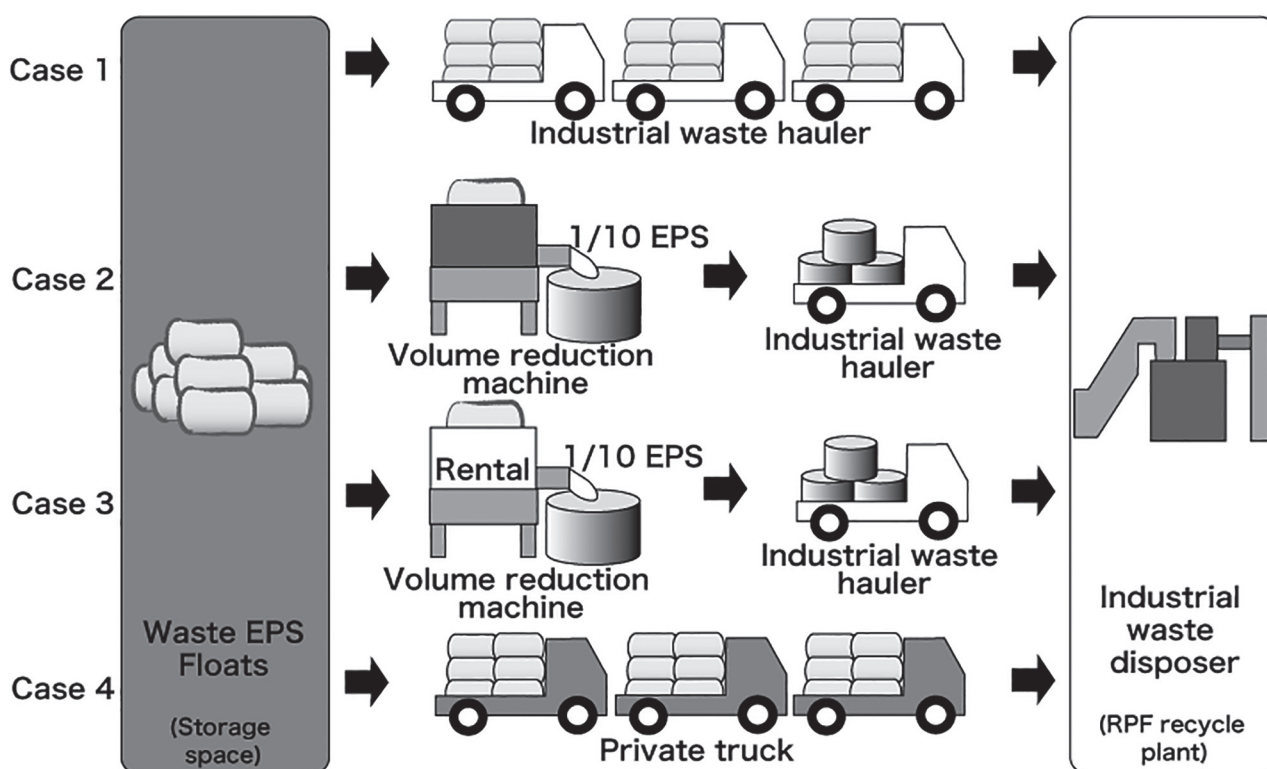 Case 1
Industrial waste hauler
Case 2
1/10 EPS
Volume reduction
machine
Industrial waste
hauler
Case 3
Rental
1/10 EPS
Volume reduction
machine
Industrial waste
hauler
Case 4
Private truck
Waste EPS
Floats
(Storage
space)
Industrial
waste
disposer
(RPF recycle
plant)